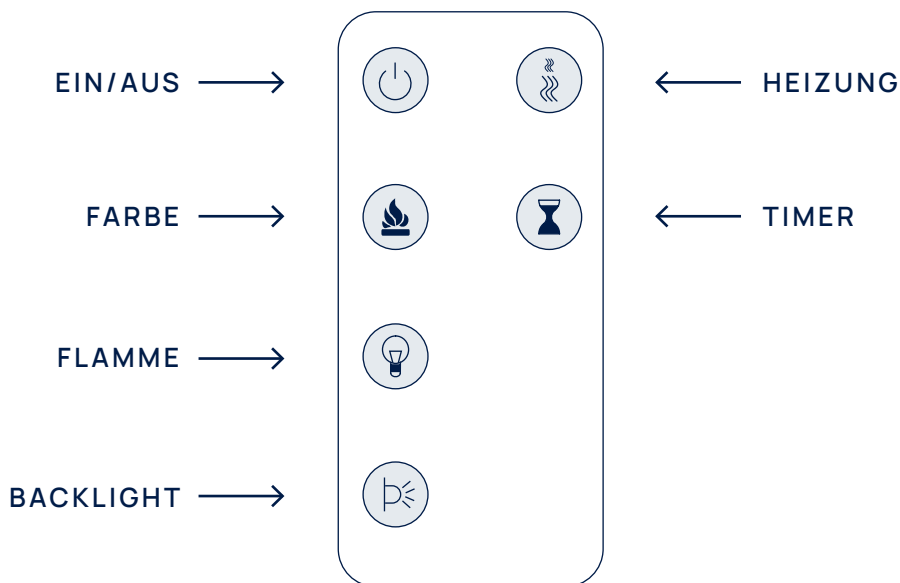 EIN/AUS
HEIZUNG
FARBE
TIMER
FLAMME
BACKLIGHT